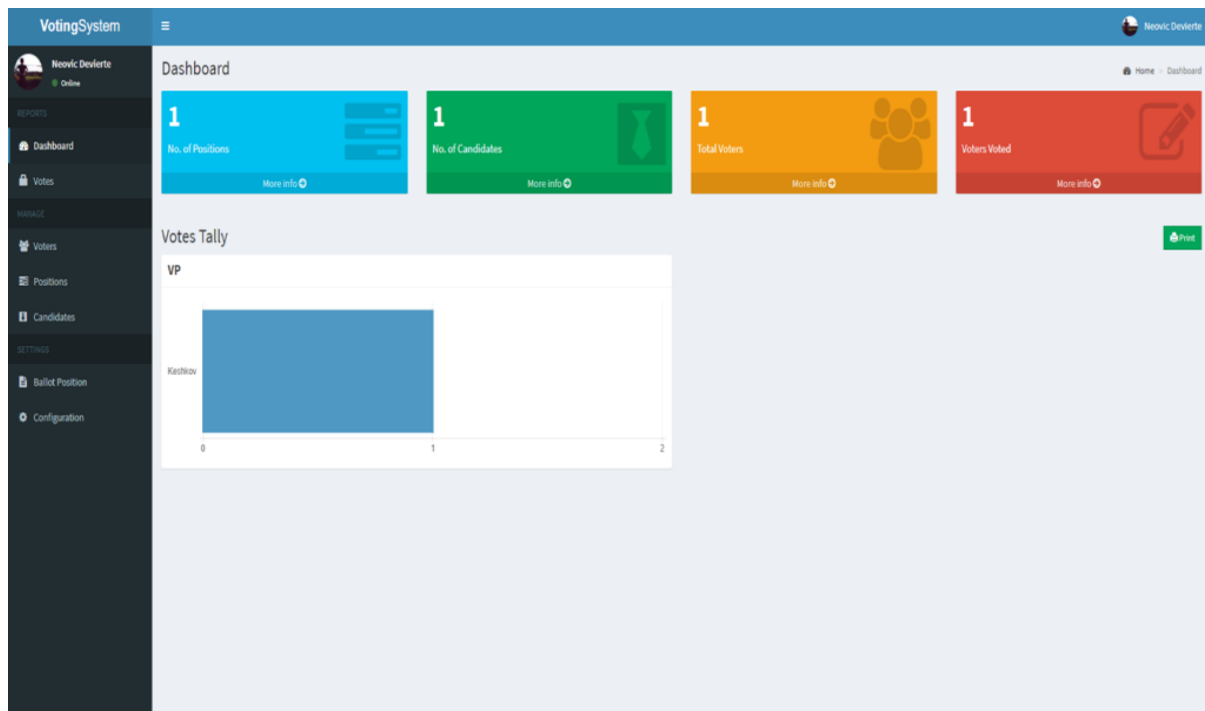 VotingSystem
Neovic Devierte
Neovic Devierte
Online
REPORTS
Dashboard
Votes
MANAGE
Voters
Positions
Candidates
SETTINGS
Ballot Position
Configuration
Dashboard
Home > Dashboard
1
No. of Positions
More info
1
No. of Candidates
More info
1
Total Voters
More info
1
Voters Voted
More info
Votes Tally
Print
VP
Keshkov
0 1 2